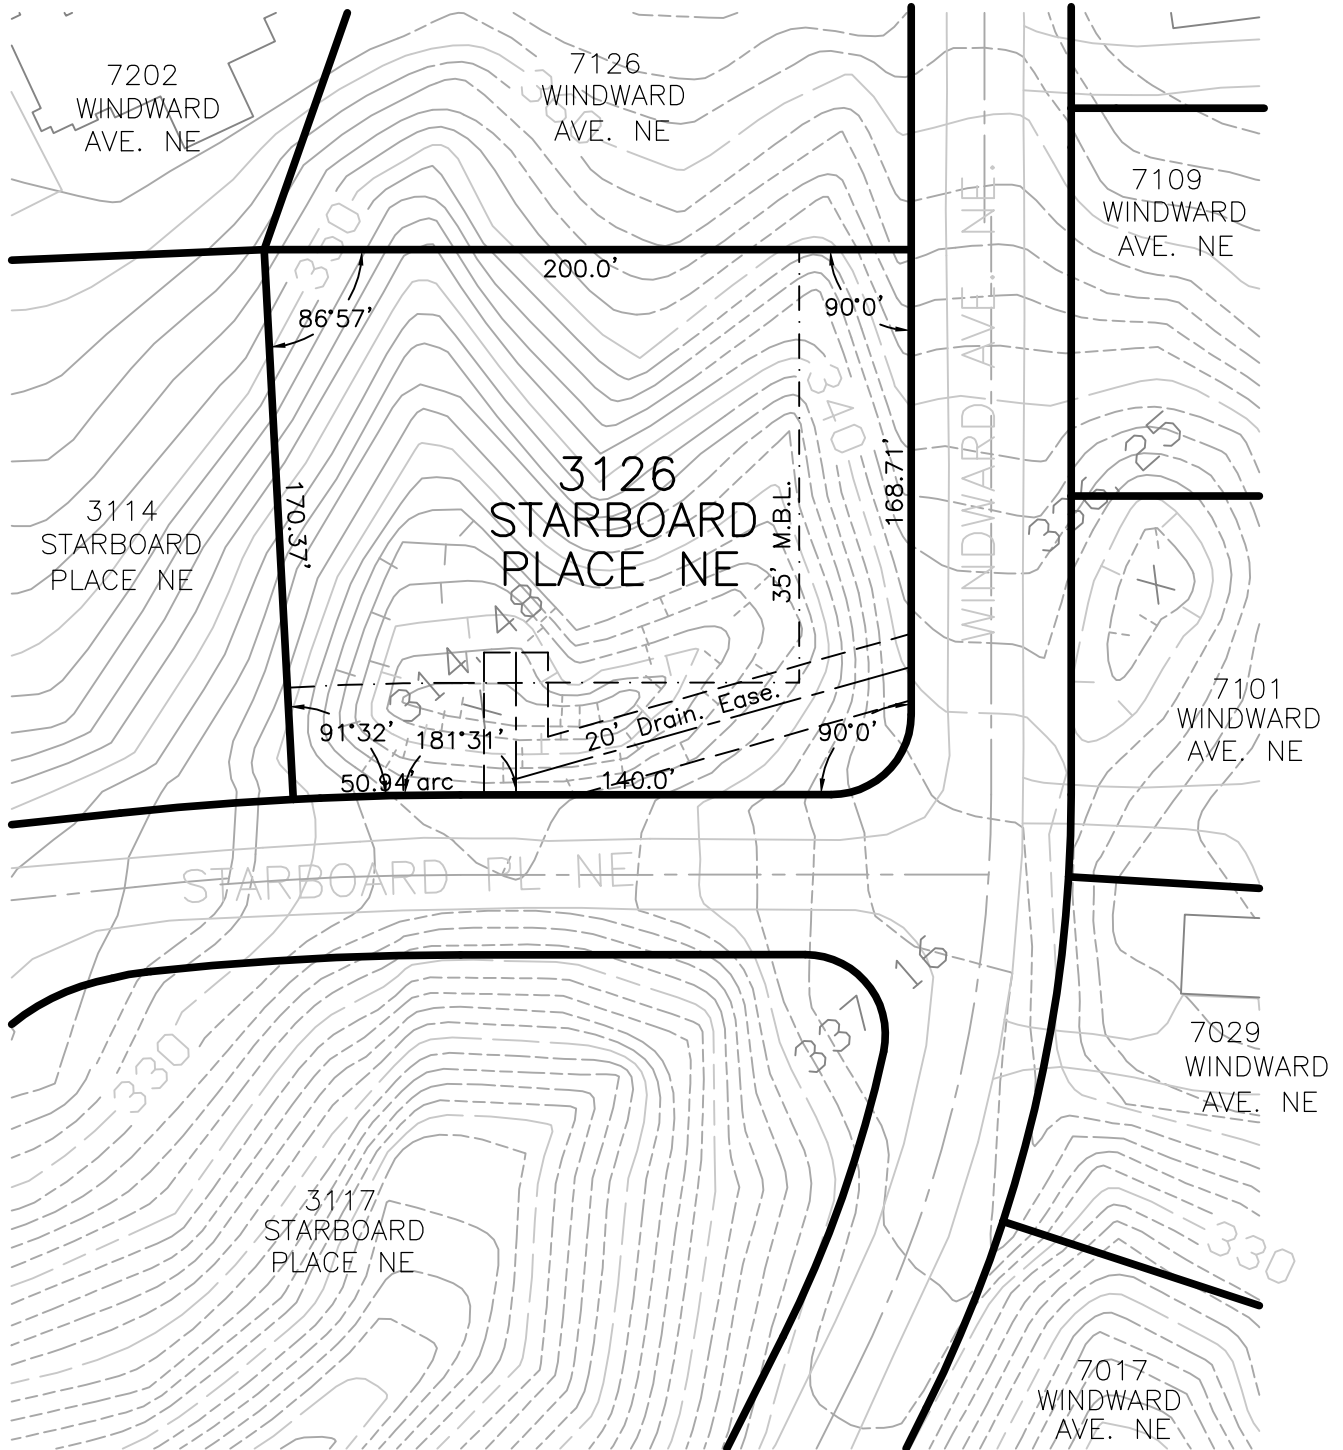 7202
WINDWARD
AVE. NE
7126
WINDWARD
AVE. NE
7109
WINDWARD
AVE. NE
330
200.0'
86°57'
90°0'
340
WINDWARD AVE NE.
3114
STARBOARD
PLACE NE
170.37'
3126
STARBOARD
PLACE NE
35' M.B.L.
168.71'
7101
WINDWARD
AVE. NE
91°32'
181°31'
20' Drain. Ease.
90°0'
50.94' arc
140.0'
STARBOARD PL NE
337
16
330
7029
WINDWARD
AVE. NE
3117
STARBOARD
PLACE NE
330
7017
WINDWARD
AVE. NE